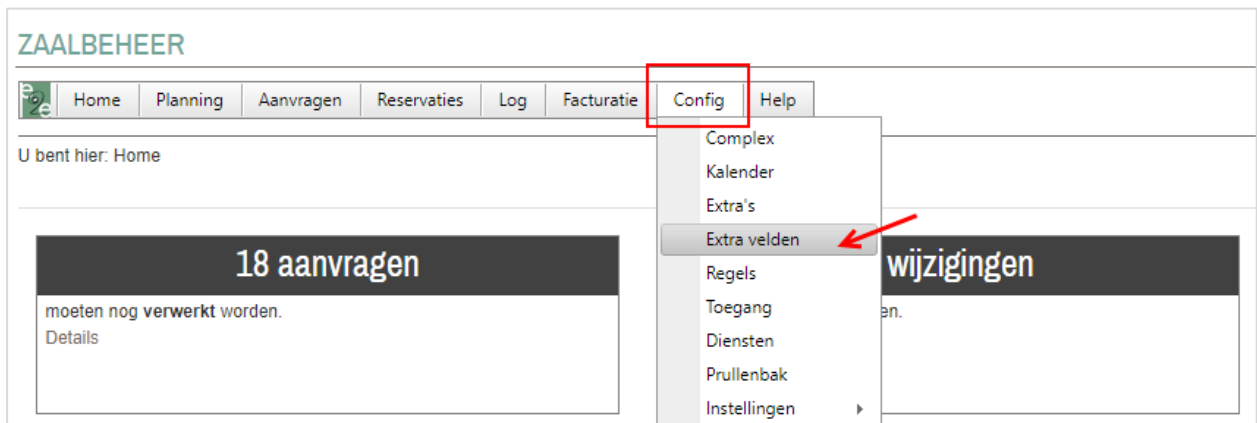 ZAALBEHEER
e2e Home Planning Aanvragen Reservaties Log Facturatie Config Help
U bent hier: Home
Complex
Kalender
Extra's
Extra velden
Regels
Toegang
Diensten
Prullenbak
Instellingen
18 aanvragen
moeten nog verwerkt worden.
Details
wijzigingen
en.